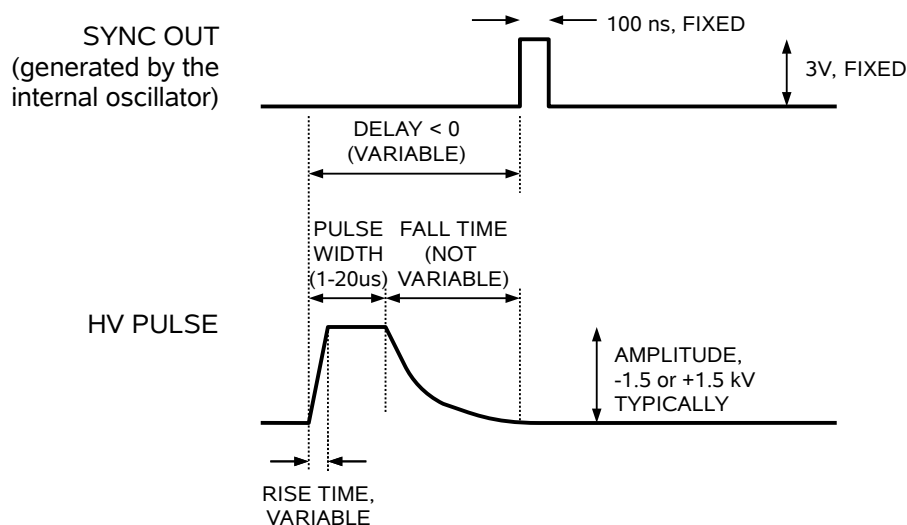 100 ns, FIXED
SYNC OUT
(generated by the
internal oscillator)
3V, FIXED
DELAY < 0
(VARIABLE)
PULSE
WIDTH
(1-20us)
FALL TIME
(NOT
VARIABLE)
HV PULSE
AMPLITUDE,
-1.5 or +1.5 kV
TYPICALLY
RISE TIME,
VARIABLE